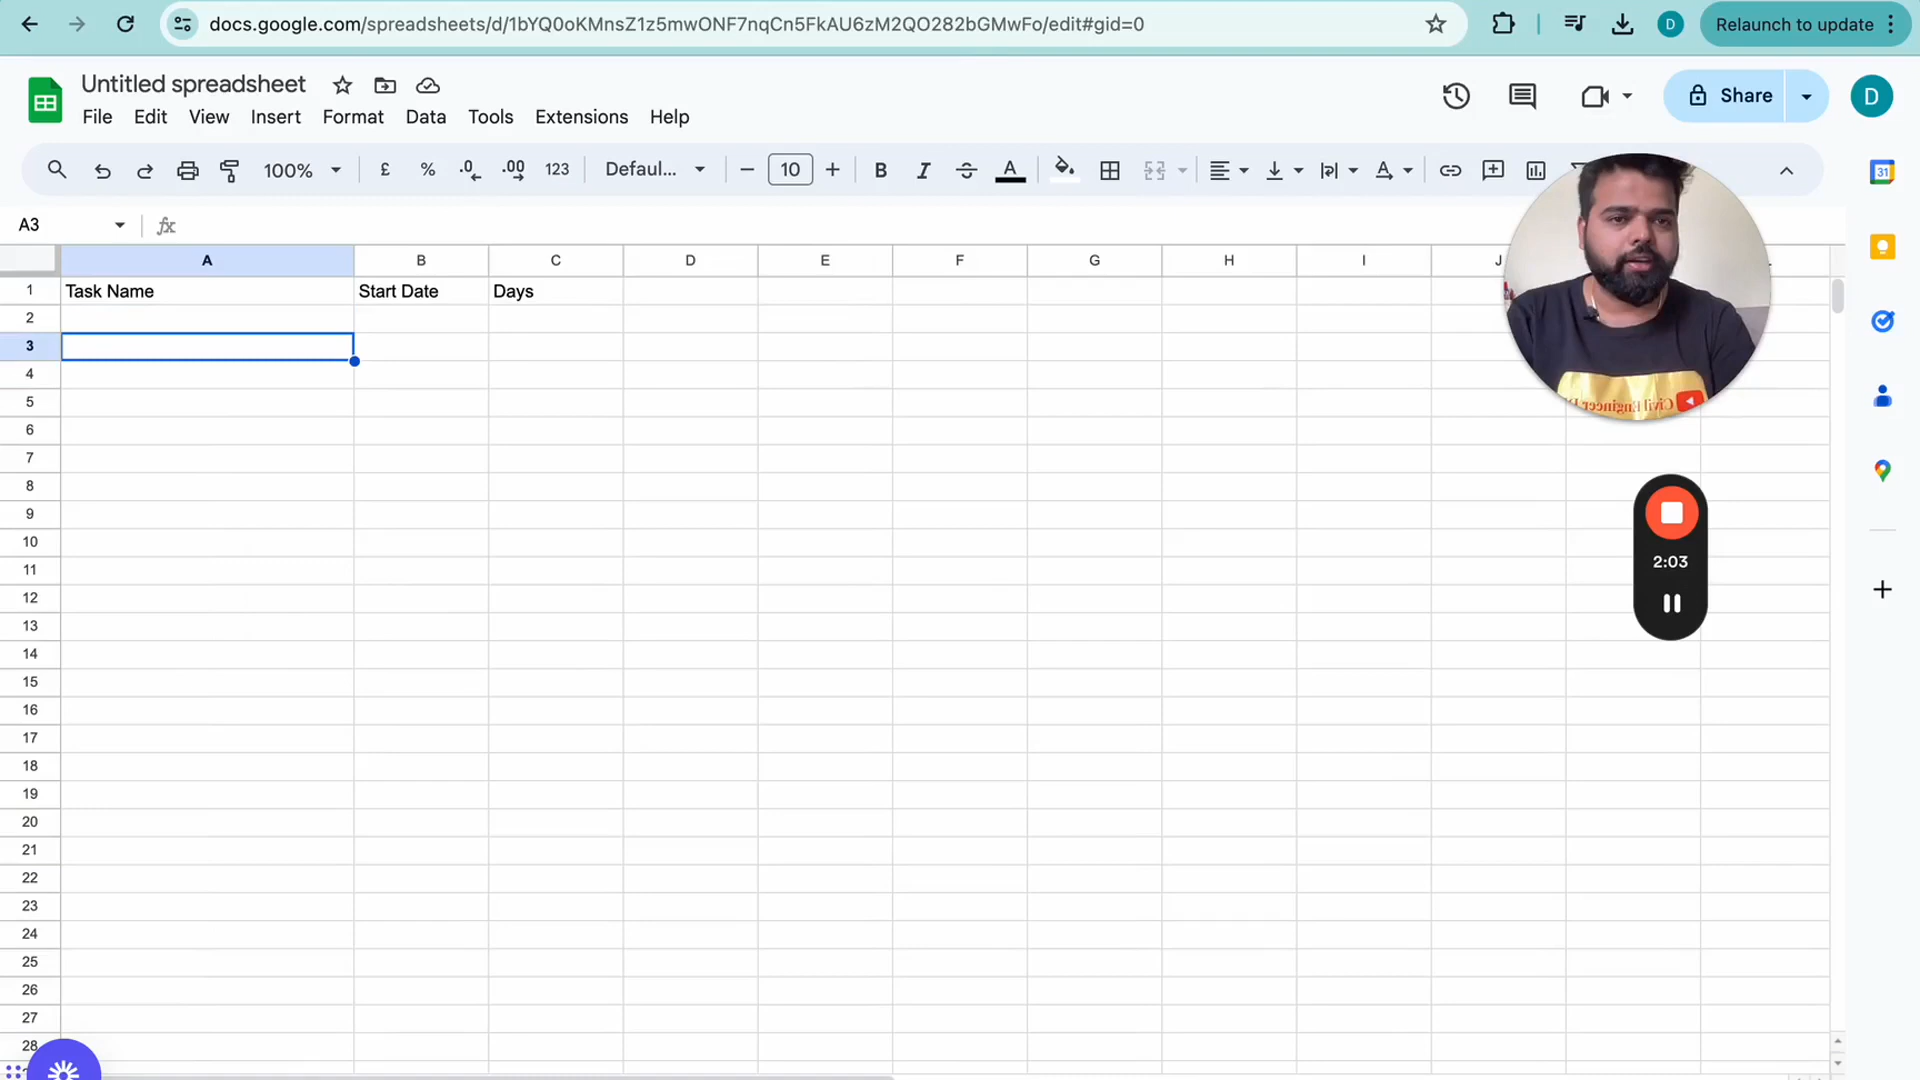 docs.google.com/spreadsheets/d/1bYQ0oKMnsZ1z5mwONF7nqCn5FkAU6zM2QO282bGMwFo/edit#gid=0
D
Relaunch to update
Untitled spreadsheet
File Edit View Insert Format Data Tools Extensions Help
Share
D
100% £ % .0 .00 123 Defaul... 10 B I S A A
31
A3 fx
A B C D E F G H I J
1 Task Name Start Date Days
2
3
4
5
6
7
8
9
10
11
12
13
14
15
16
17
18
19
20
21
22
23
24
25
26
27
28
Civil Engineer
2:03